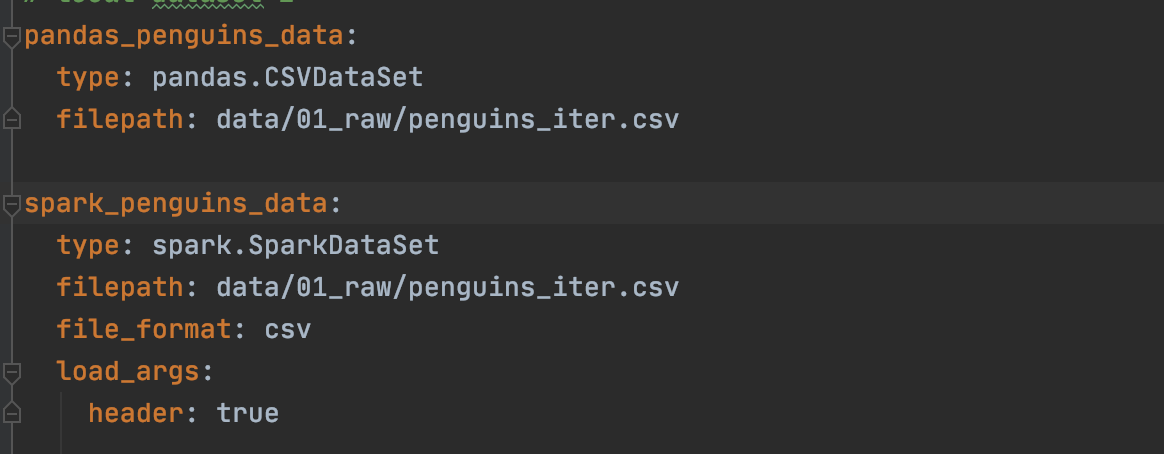 pandas_penguins_data:
  type: pandas.CSVDataSet
  filepath: data/01_raw/penguins_iter.csv

spark_penguins_data:
  type: spark.SparkDataSet
  filepath: data/01_raw/penguins_iter.csv
  file_format: csv
  load_args:
    header: true